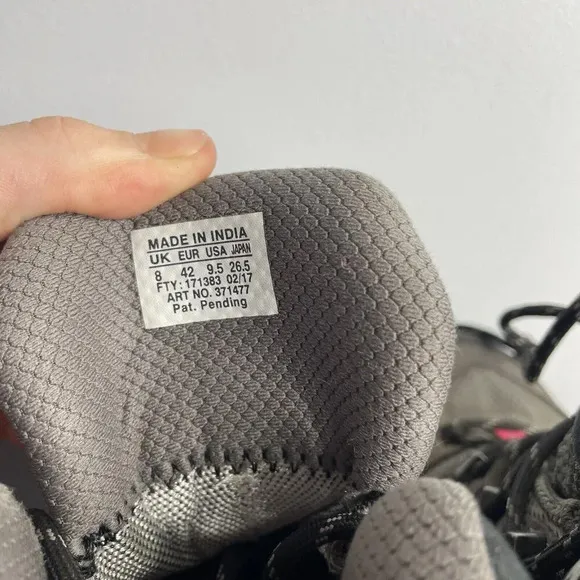 MADE IN INDIA
UK EUR USA JAPAN
8 42 9.5 26.5
FTY: 171383 02/17
ART NO. 371477
Pat. Pending